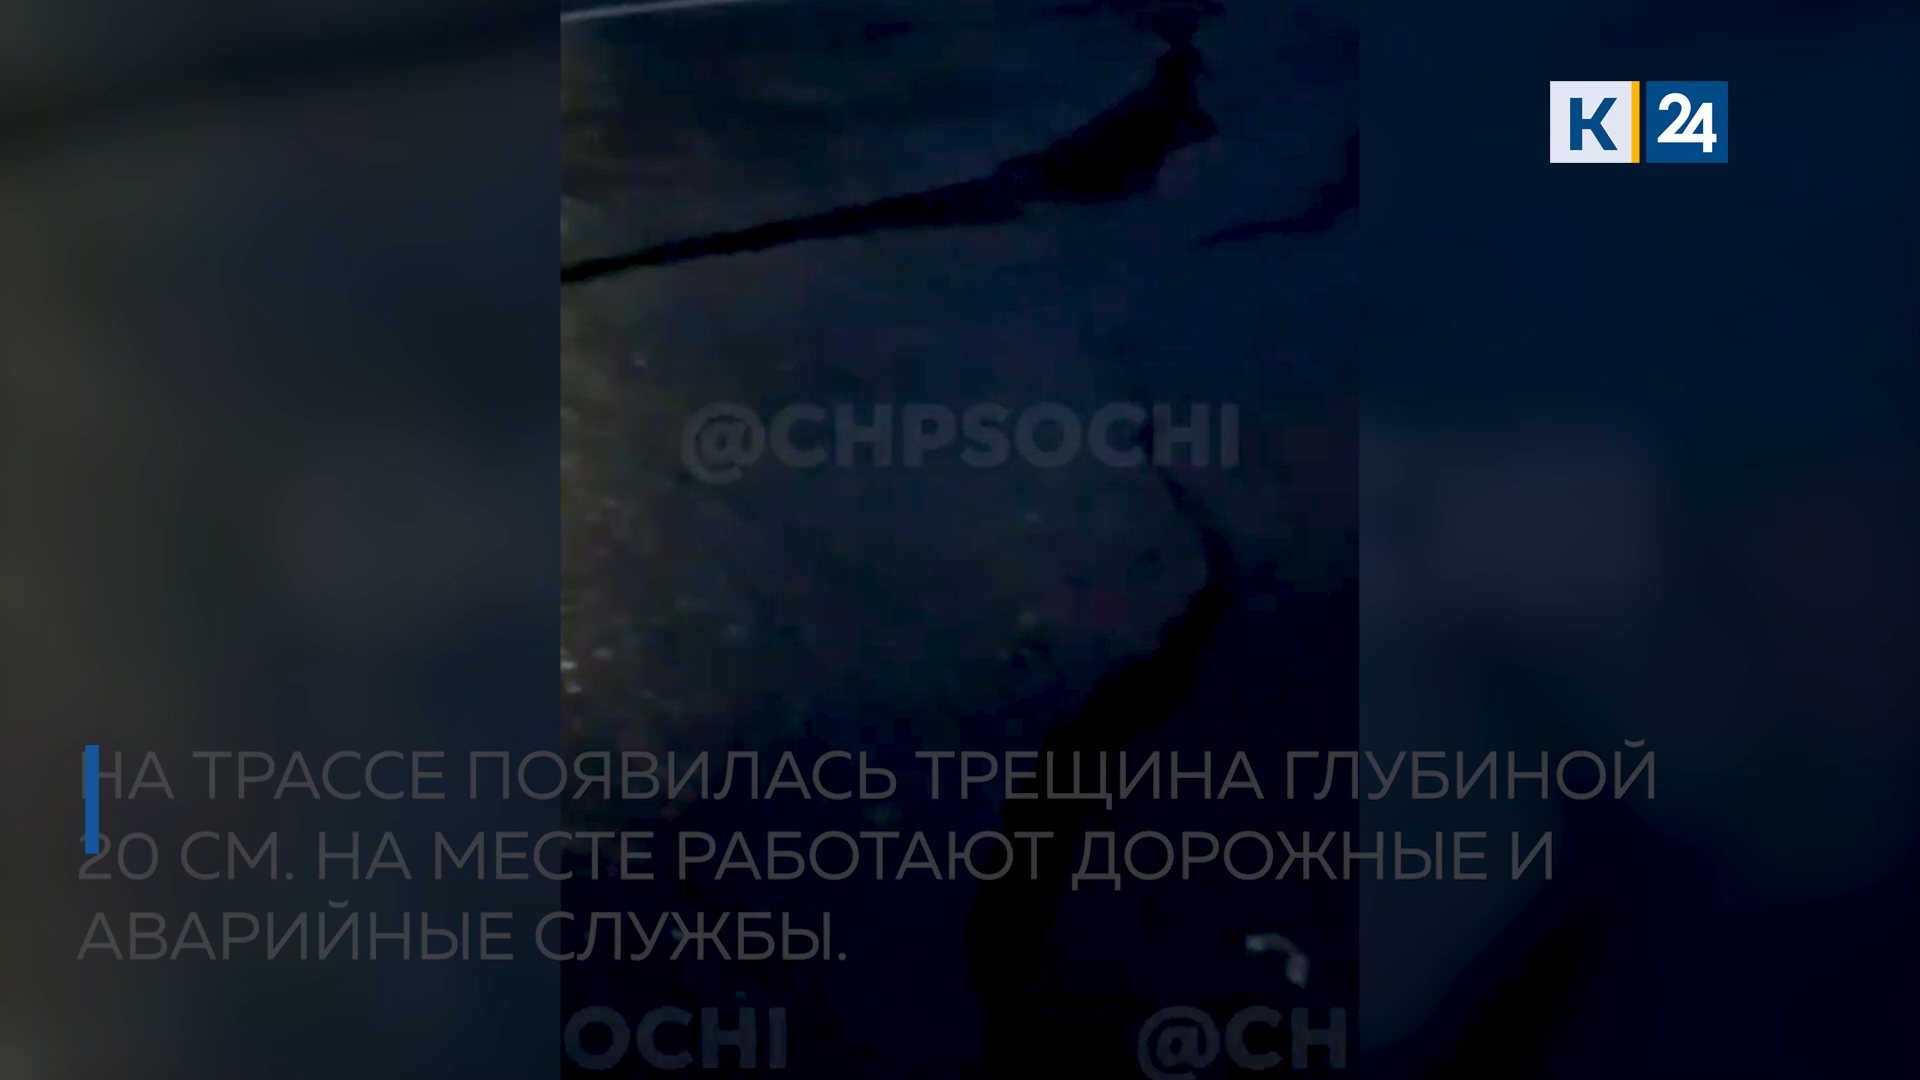 К 24
@CHPSOCHI
НА ТРАССЕ ПОЯВИЛАСЬ ТРЕЩИНА ГЛУБИНОЙ
20 СМ. НА МЕСТЕ РАБОТАЮТ ДОРОЖНЫЕ И
АВАРИЙНЫЕ СЛУЖБЫ.
OCHI @CH